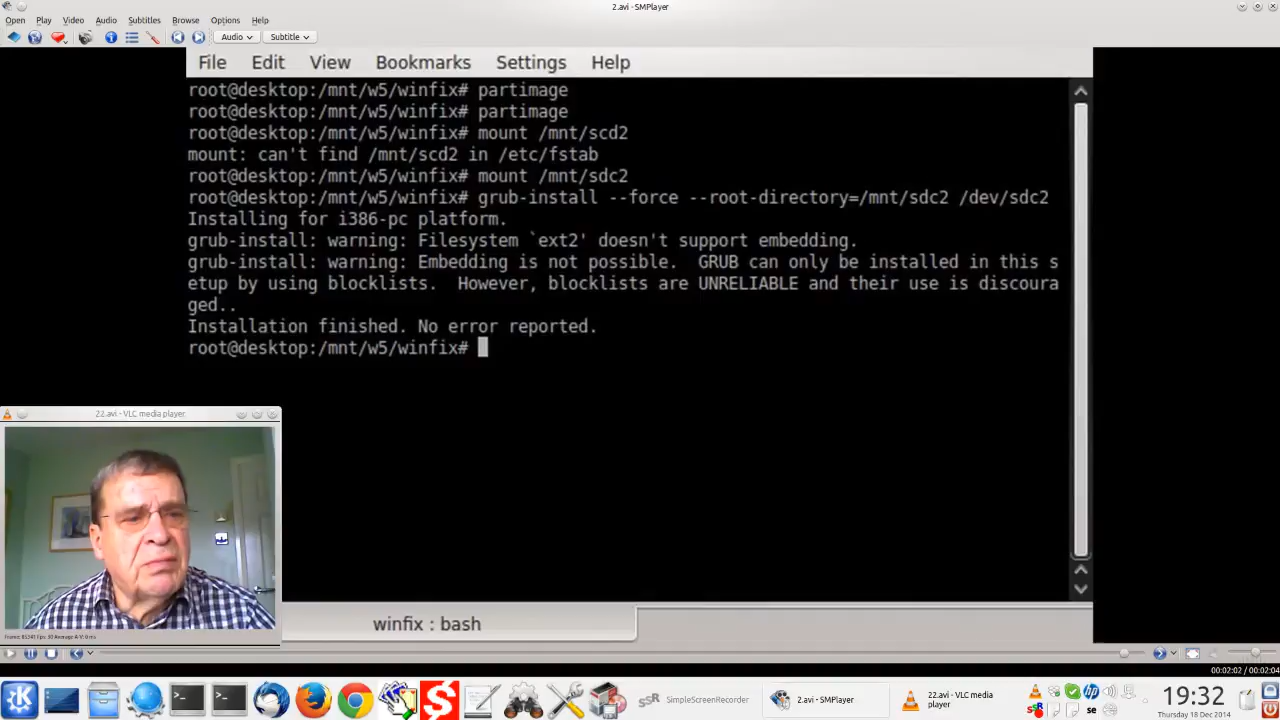 2.avi - SMPlayer
Open Play Video Audio Subtitles Browse Options Help
Audio Subtitle
File Edit View Bookmarks Settings Help
root@desktop:/mnt/w5/winfix# partimage
root@desktop:/mnt/w5/winfix# partimage
root@desktop:/mnt/w5/winfix# mount /mnt/scd2
mount: can't find /mnt/scd2 in /etc/fstab
root@desktop:/mnt/w5/winfix# mount /mnt/sdc2
root@desktop:/mnt/w5/winfix# grub-install --force --root-directory=/mnt/sdc2 /dev/sdc2
Installing for i386-pc platform.
grub-install: warning: Filesystem `ext2' doesn't support embedding.
grub-install: warning: Embedding is not possible.  GRUB can only be installed in this s
etup by using blocklists.  However, blocklists are UNRELIABLE and their use is discoura
ged..
Installation finished. No error reported.
root@desktop:/mnt/w5/winfix#
22.avi - VLC media player
winfix : bash
00:02:02 / 00:02:04
SimpleScreenRecorder
2.avi - SMPlayer
22.avi - VLC media
player
se
19:32
Thursday 18 Dec 2014